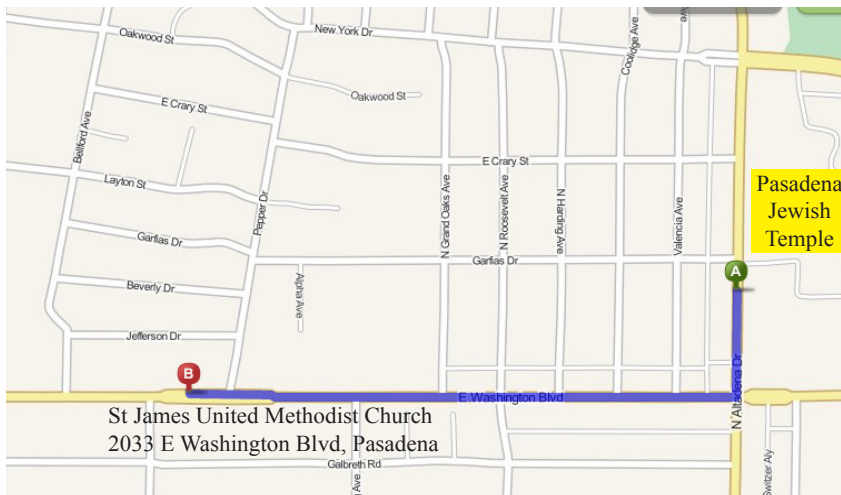 New York Dr
Oakwood St
Coolidge Ave
Ave
Oakwood St
E Crary St
Bellford Ave
E Crary St
Layton St
Pepper Dr
N Grand Oaks Ave
N Roosevelt Ave
N Harding Ave
Valencia Ave
Pasadena
Jewish
Temple
Garfias Dr
Garfias Dr
A
Beverly Dr
Alpha Ave
Jefferson Dr
B
E Washington Blvd
N Altadena Dr
St James United Methodist Church
2033 E Washington Blvd, Pasadena
Galbreth Rd
Ave
Switzer Aly